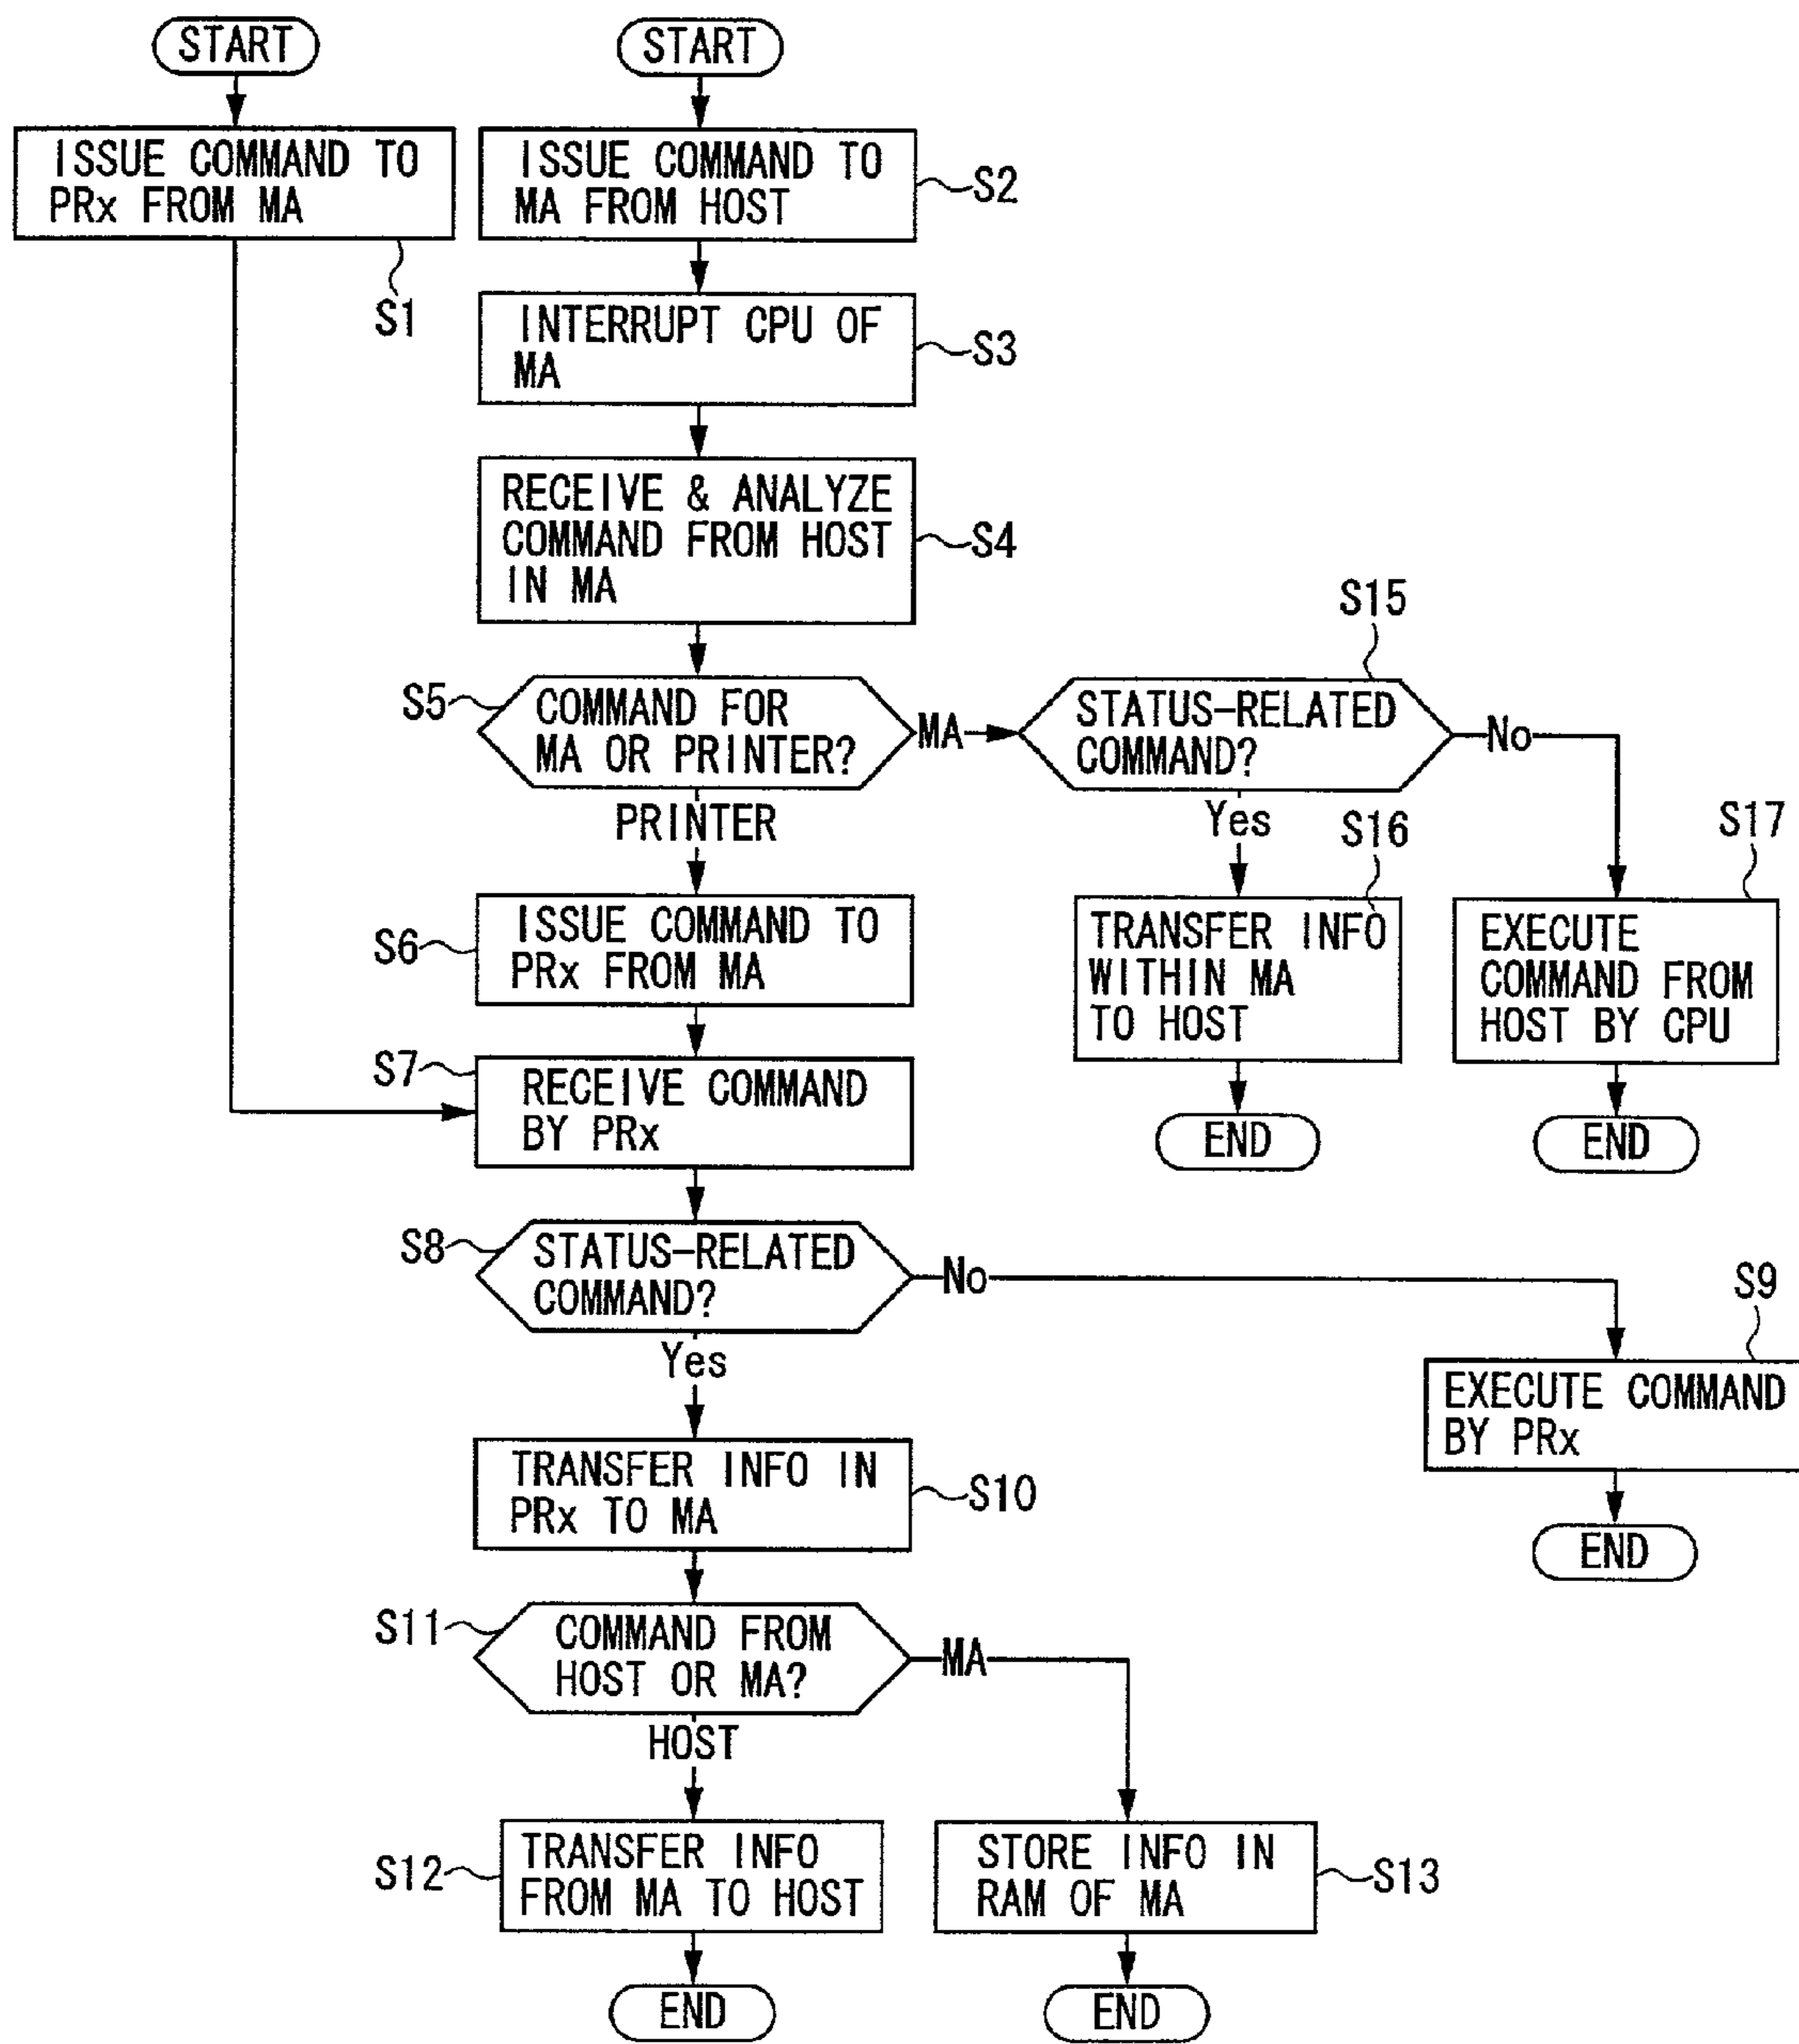 START
START
ISSUE COMMAND TO
PRx FROM MA
S1
ISSUE COMMAND TO
MA FROM HOST
S2
INTERRUPT CPU OF
MA
S3
RECEIVE & ANALYZE
COMMAND FROM HOST
IN MA
S4
S5
COMMAND FOR
MA OR PRINTER?
MA
PRINTER
S15
STATUS-RELATED
COMMAND?
No
Yes
S16
TRANSFER INFO
WITHIN MA
TO HOST
END
S17
EXECUTE
COMMAND FROM
HOST BY CPU
END
S6
ISSUE COMMAND TO
PRx FROM MA
S7
RECEIVE COMMAND
BY PRx
S8
STATUS-RELATED
COMMAND?
No
Yes
S9
EXECUTE COMMAND
BY PRx
END
TRANSFER INFO IN
PRx TO MA
S10
S11
COMMAND FROM
HOST OR MA?
MA
HOST
S12
TRANSFER INFO
FROM MA TO HOST
END
STORE INFO IN
RAM OF MA
S13
END